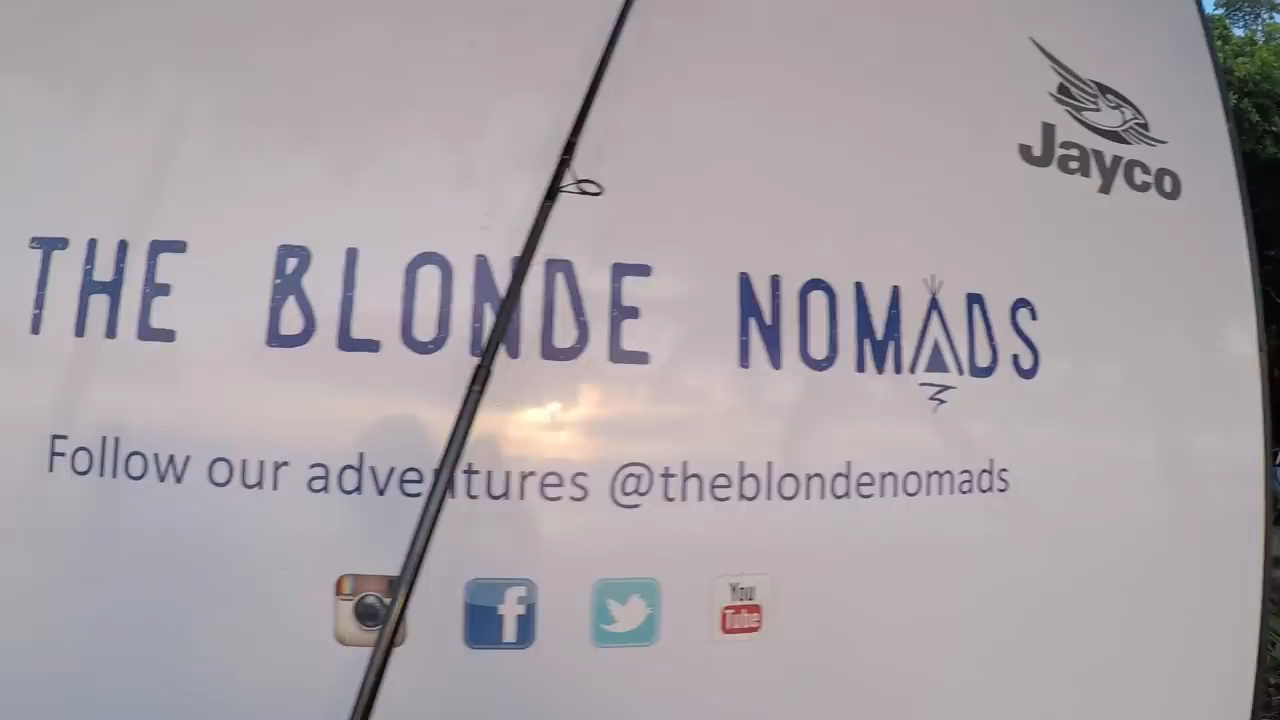 Jayco
THE BLONDE NOMADS
Follow our adventures @theblondenomads
f
You
Tube